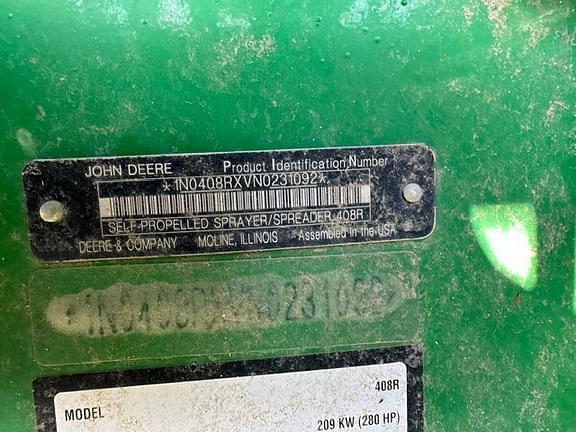 JOHN DEERE Product Identification Number
*1N0408RXVN0231092*
SELF-PROPELLED SPRAYER/SPREADER 408R
DEERE & COMPANY MOLINE, ILLINOIS Assembled in the USA
408R
MODEL
209 KW (280 HP)